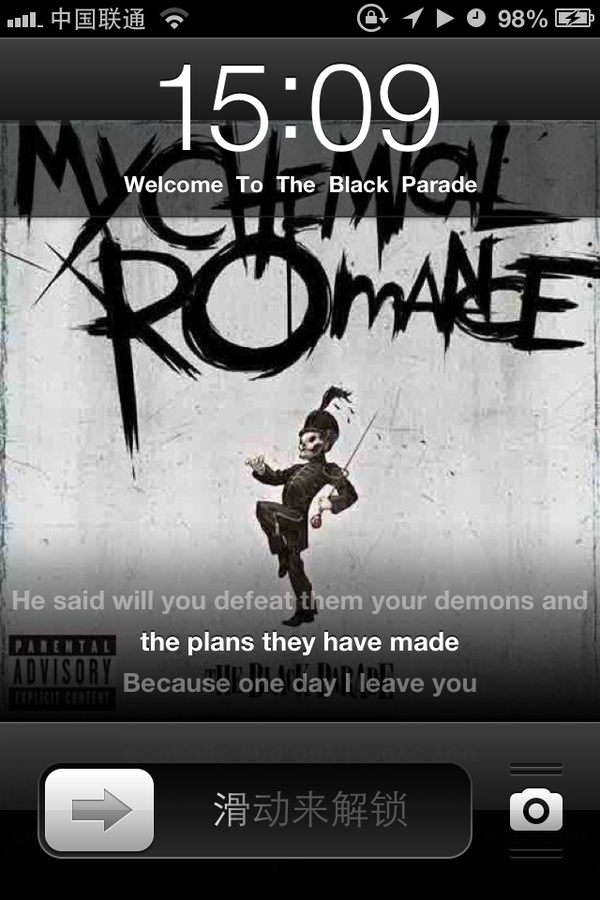 中国联通 98%
15:09
Welcome To The Black Parade
MY CHEMICAL
ROMANCE
He said will you defeat them your demons and
the plans they have made
PARENTAL
ADVISORY
EXPLICIT CONTENT
THE BLACK PARADE
Because one day I leave you
滑动来解锁